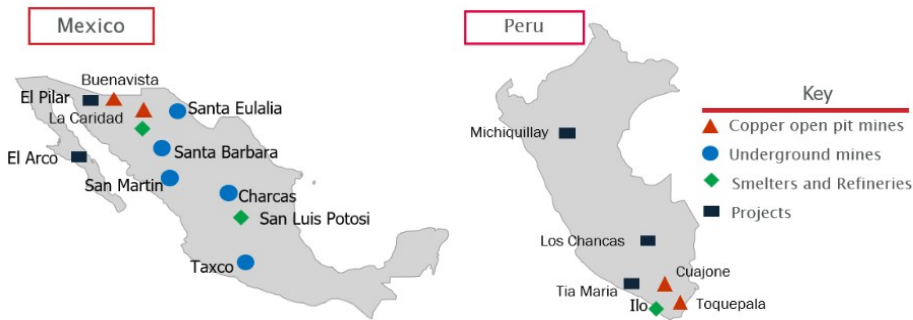 Mexico
Peru
Buenavista
El Pilar
La Caridad
Santa Eulalia
El Arco
Santa Barbara
San Martin
Charcas
San Luis Potosi
Taxco
Michiquillay
Los Chancas
Cuajone
Tia Maria
Ilo
Toquepala
Key
Copper open pit mines
Underground mines
Smelters and Refineries
Projects